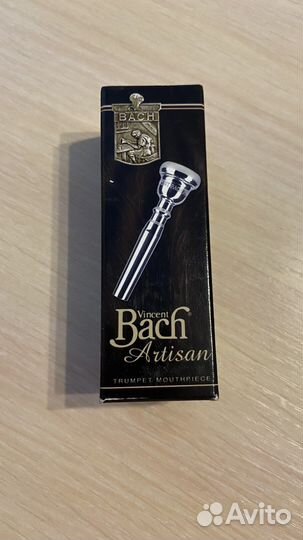 BACH
Vincent
Bach®
Artisan
TRUMPET MOUTHPIECE
Avito